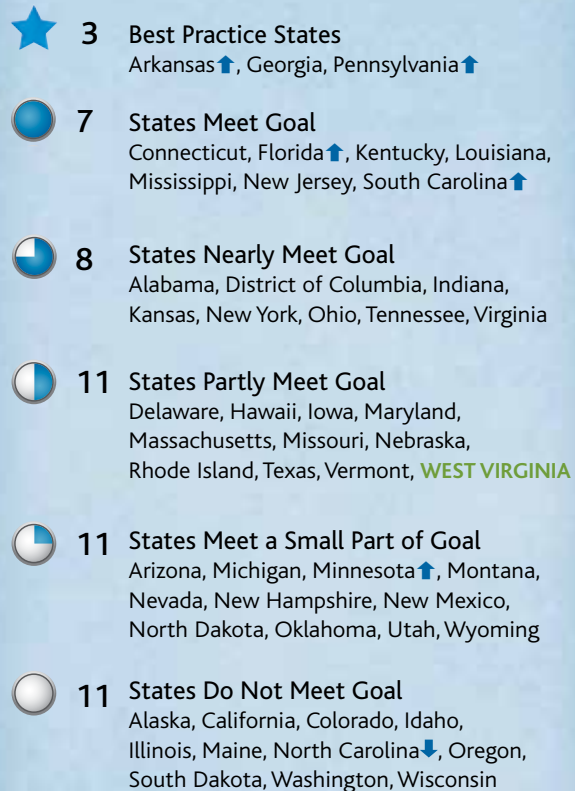 3 Best Practice States
Arkansas⬆, Georgia, Pennsylvania⬆
7 States Meet Goal
Connecticut, Florida⬆, Kentucky, Louisiana,
Mississippi, New Jersey, South Carolina⬆
8 States Nearly Meet Goal
Alabama, District of Columbia, Indiana,
Kansas, New York, Ohio, Tennessee, Virginia
11 States Partly Meet Goal
Delaware, Hawaii, Iowa, Maryland,
Massachusetts, Missouri, Nebraska,
Rhode Island, Texas, Vermont, WEST VIRGINIA
11 States Meet a Small Part of Goal
Arizona, Michigan, Minnesota⬆, Montana,
Nevada, New Hampshire, New Mexico,
North Dakota, Oklahoma, Utah, Wyoming
11 States Do Not Meet Goal
Alaska, California, Colorado, Idaho,
Illinois, Maine, North Carolina⬇, Oregon,
South Dakota, Washington, Wisconsin